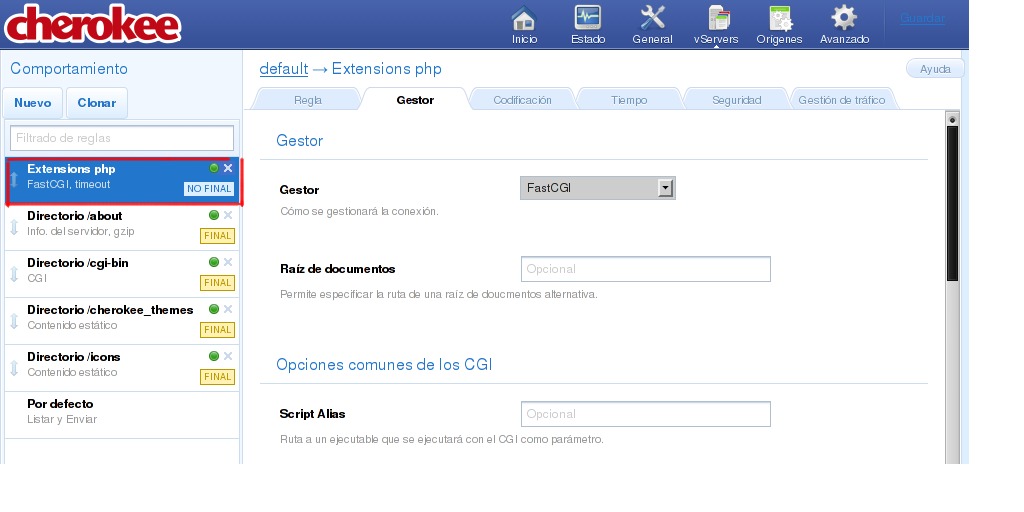 cherokee
Inicio
Estado
General
vServers
Orígenes
Avanzado
Guardar
Comportamiento
Nuevo
Clonar
Filtrado de reglas
Extensions php
FastCGI, timeout
NO FINAL
Directorio /about
Info. del servidor, gzip
FINAL
Directorio /cgi-bin
CGI
FINAL
Directorio /cherokee_themes
Contenido estático
FINAL
Directorio /icons
Contenido estático
FINAL
Por defecto
Listar y Enviar
default → Extensions php
Ayuda
Regla
Gestor
Codificación
Tiempo
Seguridad
Gestión de tráfico
Gestor
Gestor
FastCGI
Cómo se gestionará la conexión.
Raíz de documentos
Opcional
Permite especificar la ruta de una raíz de doucmentos alternativa.
Opciones comunes de los CGI
Script Alias
Opcional
Ruta a un ejecutable que se ejecutará con el CGI como parámetro.